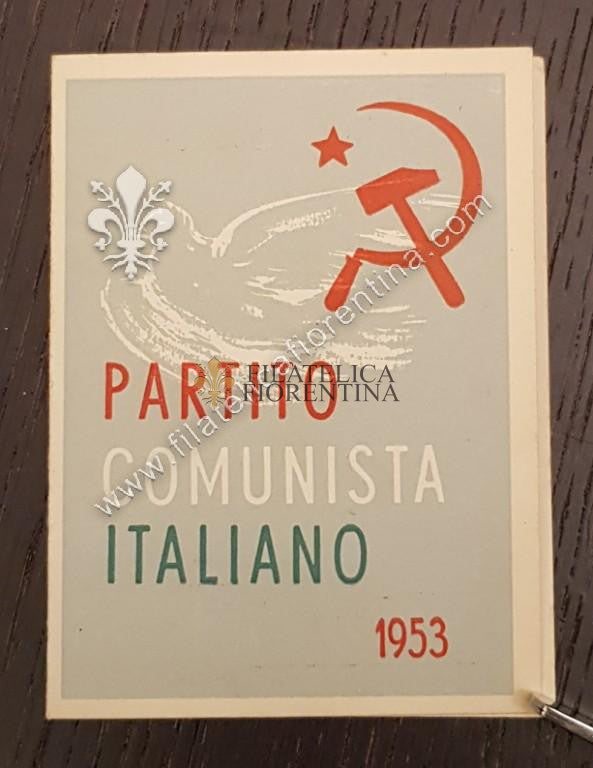 PARTITO
COMUNISTA
ITALIANO
1953
FILATELICA
FIORENTINA
www.filatelicafiorentina.com